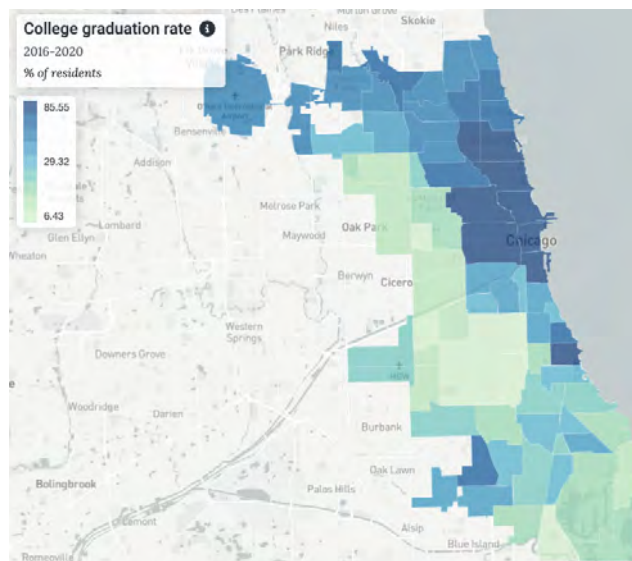 College graduation rate
2016-2020
% of residents
85.55
29.32
6.43
Skokie
Niles
Park Ridge
Bensenville
Addison
Melrose Park
Oak Park
Lombard
Glen Ellyn
Maywood
Chicago
Wheaton
Berwyn
Cicero
Western
Springs
Downers Grove
Woodridge
Darien
Burbank
Oak Lawn
Bolingbrook
Palos Hills
Lemont
Alsip
Blue Island
Romeoville